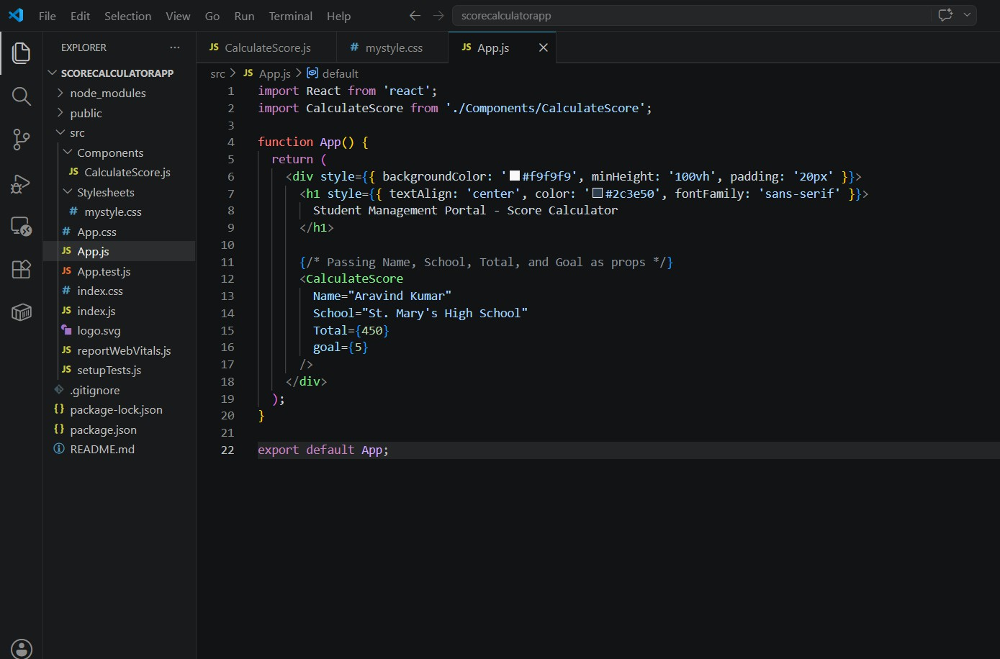 File Edit Selection View Go Run Terminal Help
scorecalculatorapp
EXPLORER
SCORECALCULATORAPP
node_modules
public
src
Components
JS CalculateScore.js
Stylesheets
# mystyle.css
# App.css
JS App.js
JS App.test.js
# index.css
JS index.js
logo.svg
JS reportWebVitals.js
JS setupTests.js
.gitignore
{} package-lock.json
{} package.json
README.md
JS CalculateScore.js # mystyle.css JS App.js
src > JS App.js > default
1 import React from 'react';
2 import CalculateScore from './Components/CalculateScore';
3
4 function App() {
5 return (
6 <div style={{ backgroundColor: '#f9f9f9', minHeight: '100vh', padding: '20px' }}>
7 <h1 style={{ textAlign: 'center', color: '#2c3e50', fontFamily: 'sans-serif' }}>
8 Student Management Portal - Score Calculator
9 </h1>
10
11 {/* Passing Name, School, Total, and Goal as props */}
12 <CalculateScore
13 Name="Aravind Kumar"
14 School="St. Mary's High School"
15 Total={450}
16 goal={5}
17 />
18 </div>
19 );
20 }
21
22 export default App;